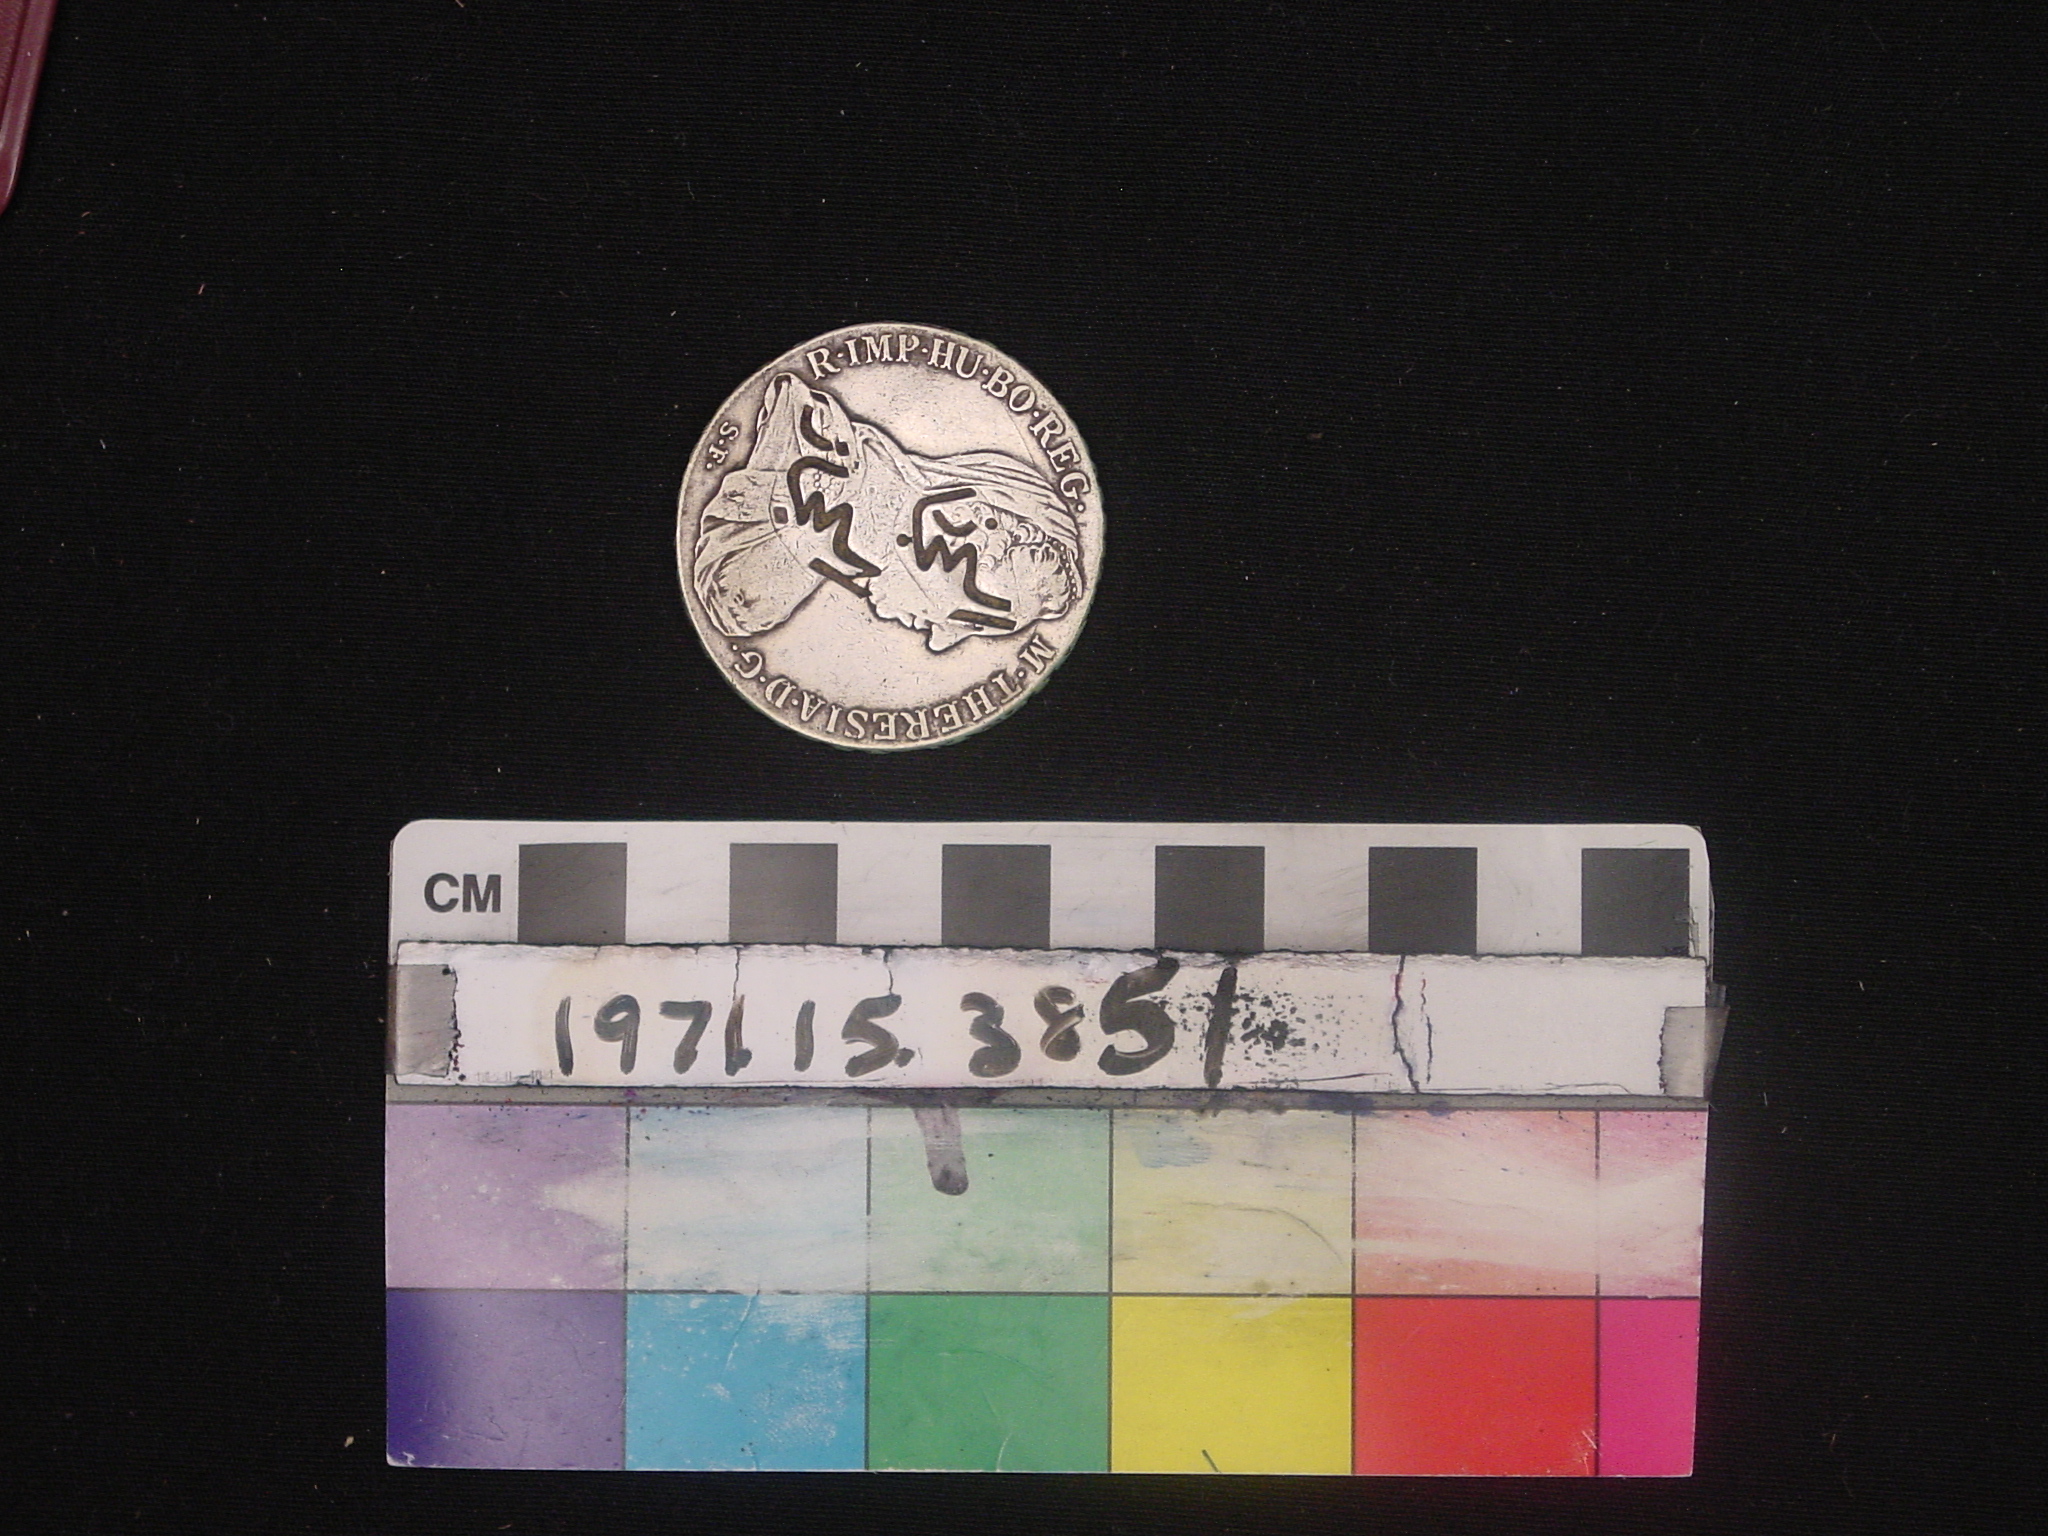 R·IMP·HU·BO·REG·
M·THERESIA·D·G·
S·F·
CM
1971.15.3851